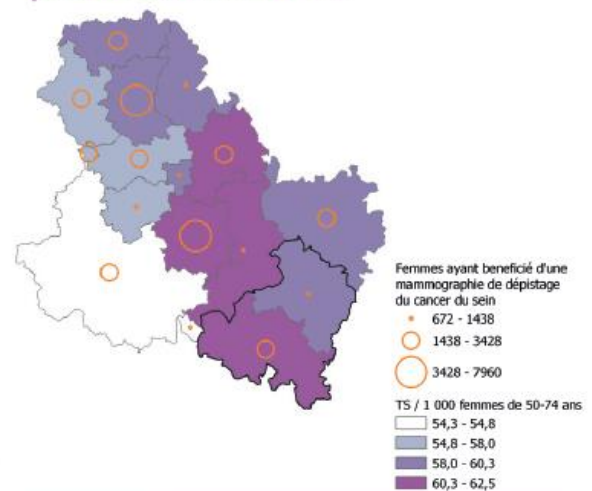 Femmes ayant beneficié d'une
mammographie de dépistage
du cancer du sein
672 - 1438
1438 - 3428
3428 - 7960
TS / 1 000 femmes de 50-74 ans
54,3 - 54,8
54,8 - 58,0
58,0 - 60,3
60,3 - 62,5